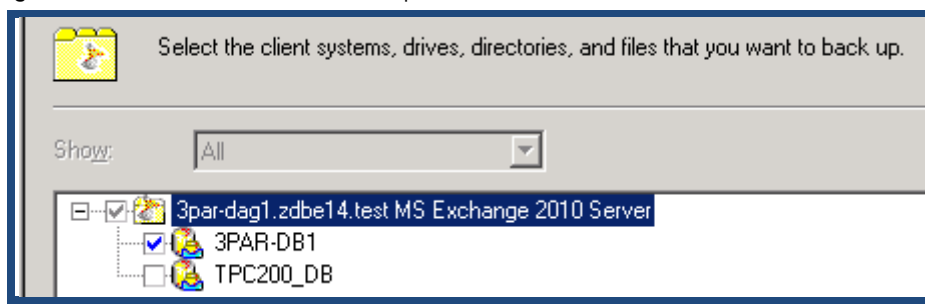 Select the client systems, drives, directories, and files that you want to back up.
Show:
All
3par-dag1.zdbe14.test MS Exchange 2010 Server
3PAR-DB1
TPC200_DB